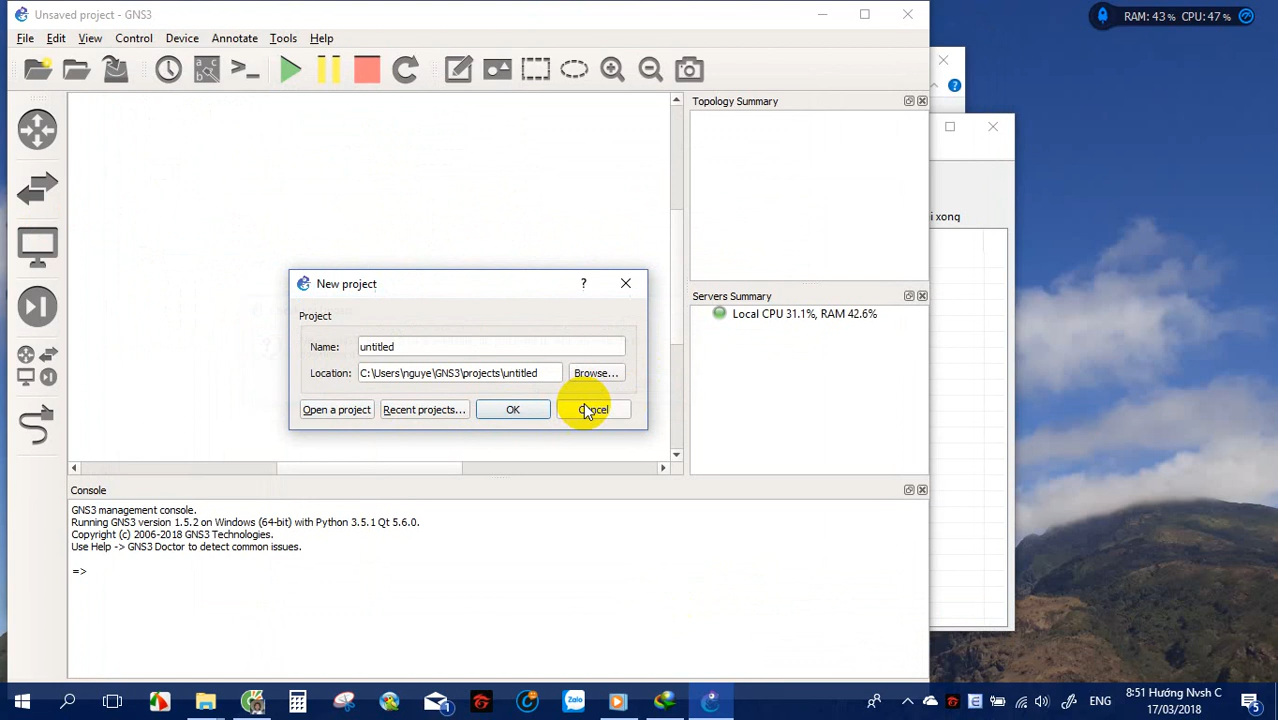 Unsaved project - GNS3
RAM: 43 % CPU: 47 %
File Edit View Control Device Annotate Tools Help
Topology Summary
i xong
New project
?
Project
Name: untitled
Location: C:\Users\nguye\GNS3\projects\untitled Browse...
Open a project Recent projects... OK Cancel
Servers Summary
Local CPU 31.1%, RAM 42.6%
Console
GNS3 management console.
Running GNS3 version 1.5.2 on Windows (64-bit) with Python 3.5.1 Qt 5.6.0.
Copyright (c) 2006-2018 GNS3 Technologies.
Use Help -> GNS3 Doctor to detect common issues.
=>
Zalo
1
ENG
8:51 Hướng Nvsh C
17/03/2018
5